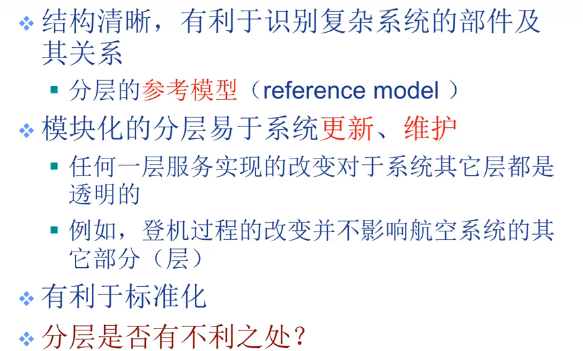 结构清晰，有利于识别复杂系统的部件及
其关系
分层的参考模型（reference model ）
模块化的分层易于系统更新、维护
任何一层服务实现的改变对于系统其它层都是
透明的
例如，登机过程的改变并不影响航空系统的其
它部分（层）
有利于标准化
分层是否有不利之处？